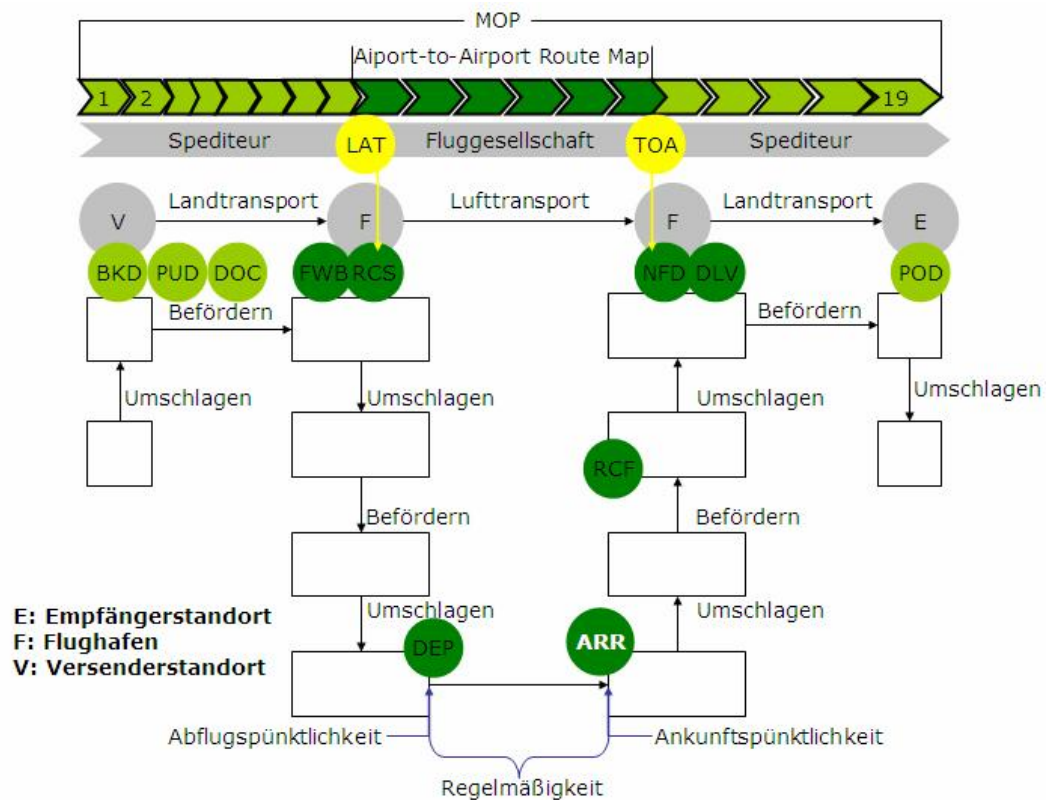 MOP
Aiport-to-Airport Route Map
1 2 19
Spediteur LAT Fluggesellschaft TOA Spediteur
V Landtransport F Lufttransport F Landtransport E
BKD PUD DOC FWB RCS NFD DLV POD
Befördern Befördern
Umschlagen Umschlagen Umschlagen Umschlagen
RCF
Befördern Befördern
E: Empfängerstandort
F: Flughafen
V: Versenderstandort
Umschlagen Umschlagen
DEP ARR
Abflugspünktlichkeit Ankunftspünktlichkeit
Regelmäßigkeit